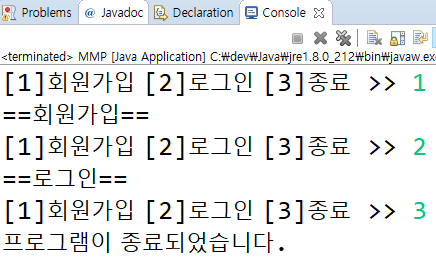 Problems @ Javadoc Declaration Console
<terminated> MMP [Java Application] C:₩dev₩Java₩jre1.8.0_212₩bin₩javaw.exe
[1]회원가입 [2]로그인 [3]종료 >> 1
==회원가입==
[1]회원가입 [2]로그인 [3]종료 >> 2
==로그인==
[1]회원가입 [2]로그인 [3]종료 >> 3
프로그램이 종료되었습니다.